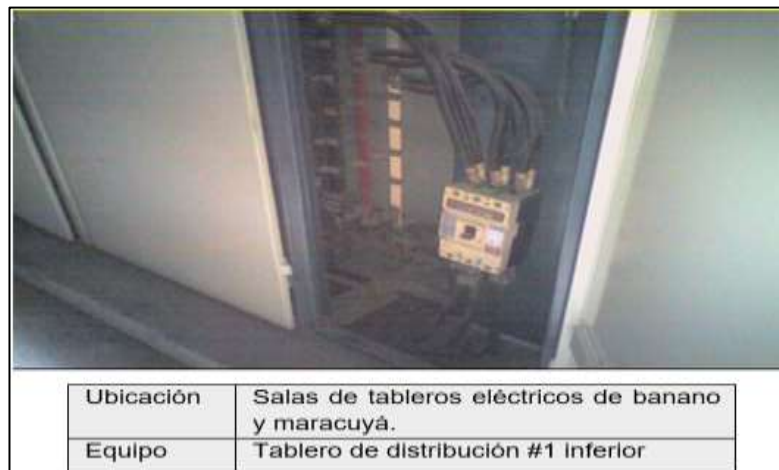 Ubicación
Salas de tableros eléctricos de banano
y maracuyá.
Equipo
Tablero de distribución #1 inferior